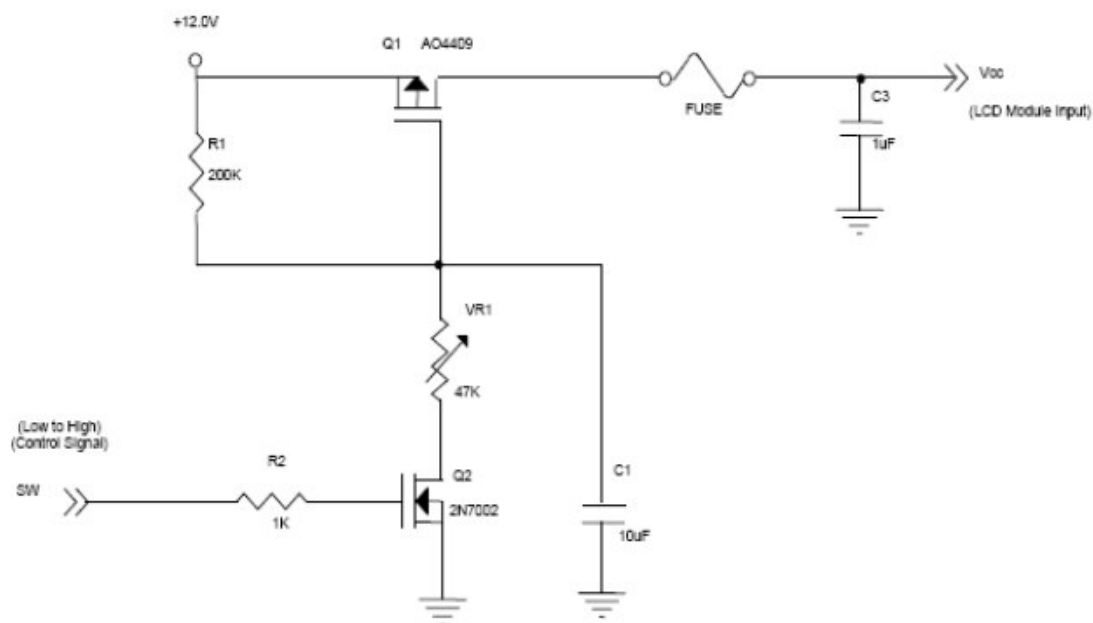 +12.0V
Q1 AO4409
FUSE
Vcc
(LCD Module Input)
C3
1uF
R1
200K
VR1
47K
(Low to High)
(Control Signal)
SW
R2
1K
Q2
2N7002
C1
10uF